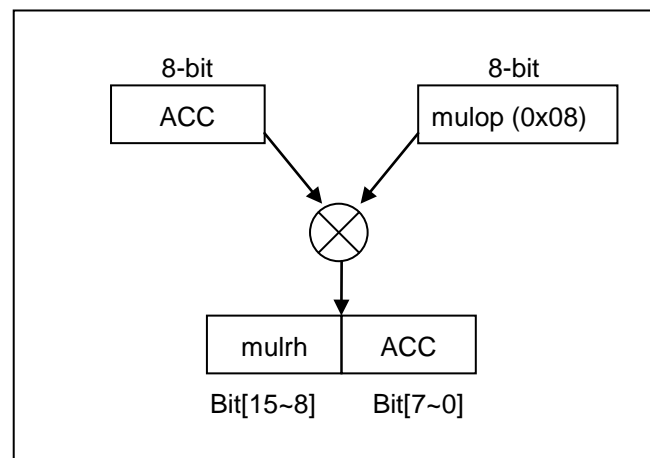 8-bit 8-bit
ACC mulop (0x08)
mulrh ACC
Bit[15~8] Bit[7~0]